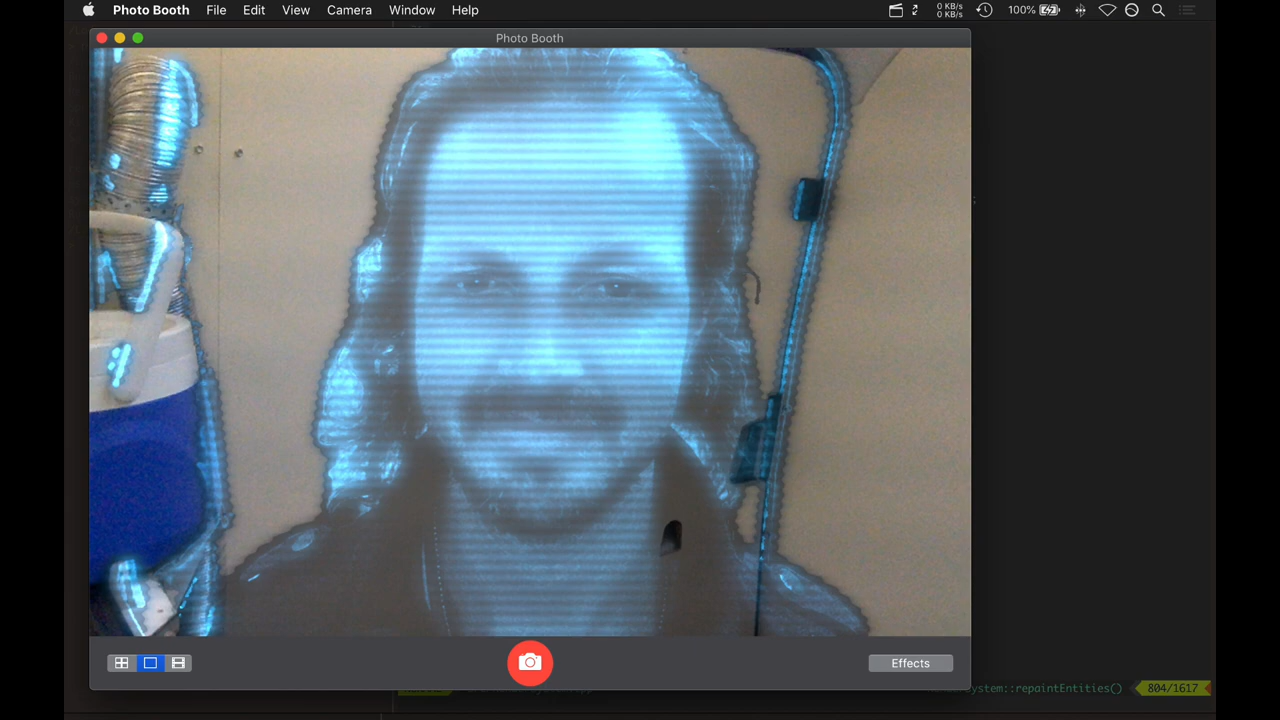 Photo Booth File Edit View Camera Window Help 0 KB/s 100%
0 KB/s
Photo Booth
Effects
system::repaintEntities() 804/1617